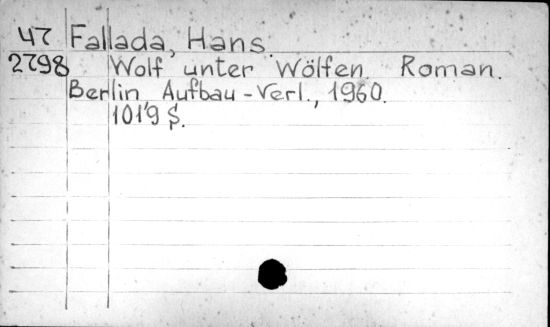 47 Fallada, Hans.
2798 Wolf unter Wölfen. Roman.
Berlin Aufbau-Verl., 1960.
1019 S.